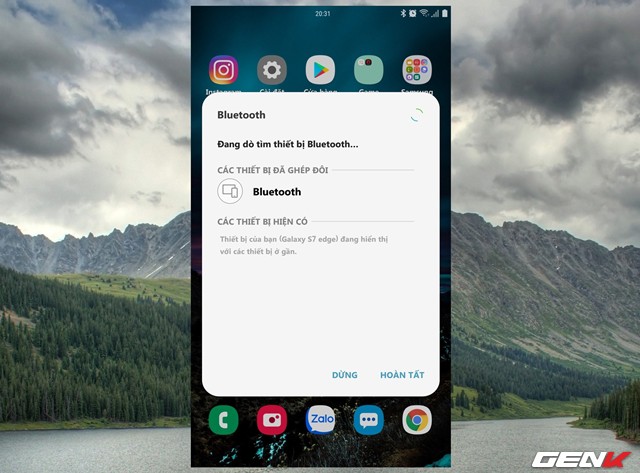 20:31
Instagram Cài đặt Cửa hàng Game Samsung
Bluetooth
Đang dò tìm thiết bị Bluetooth...
CÁC THIẾT BỊ ĐÃ GHÉP ĐÔI
Bluetooth
CÁC THIẾT BỊ HIỆN CÓ
Thiết bị của bạn (Galaxy S7 edge) đang hiển thị
với các thiết bị ở gần.
DỪNG HOÀN TẤT
Zalo
GENK